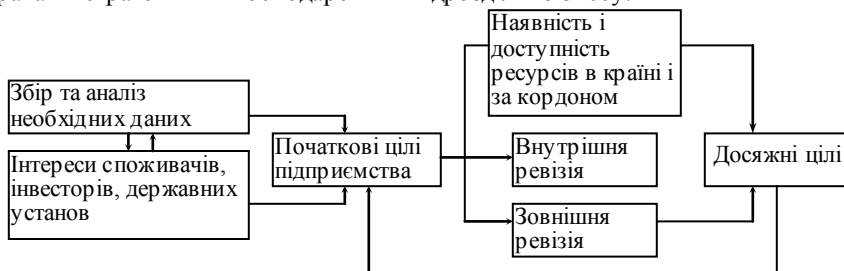 Наявність і
доступність
ресурсів в країні і
за кордоном
Збір та аналіз
необхідних даних
Початкові цілі
підприємства
Внутрішня
ревізія
Досяжні цілі
Інтереси споживачів,
інвесторів, державних
установ
Зовнішня
ревізія